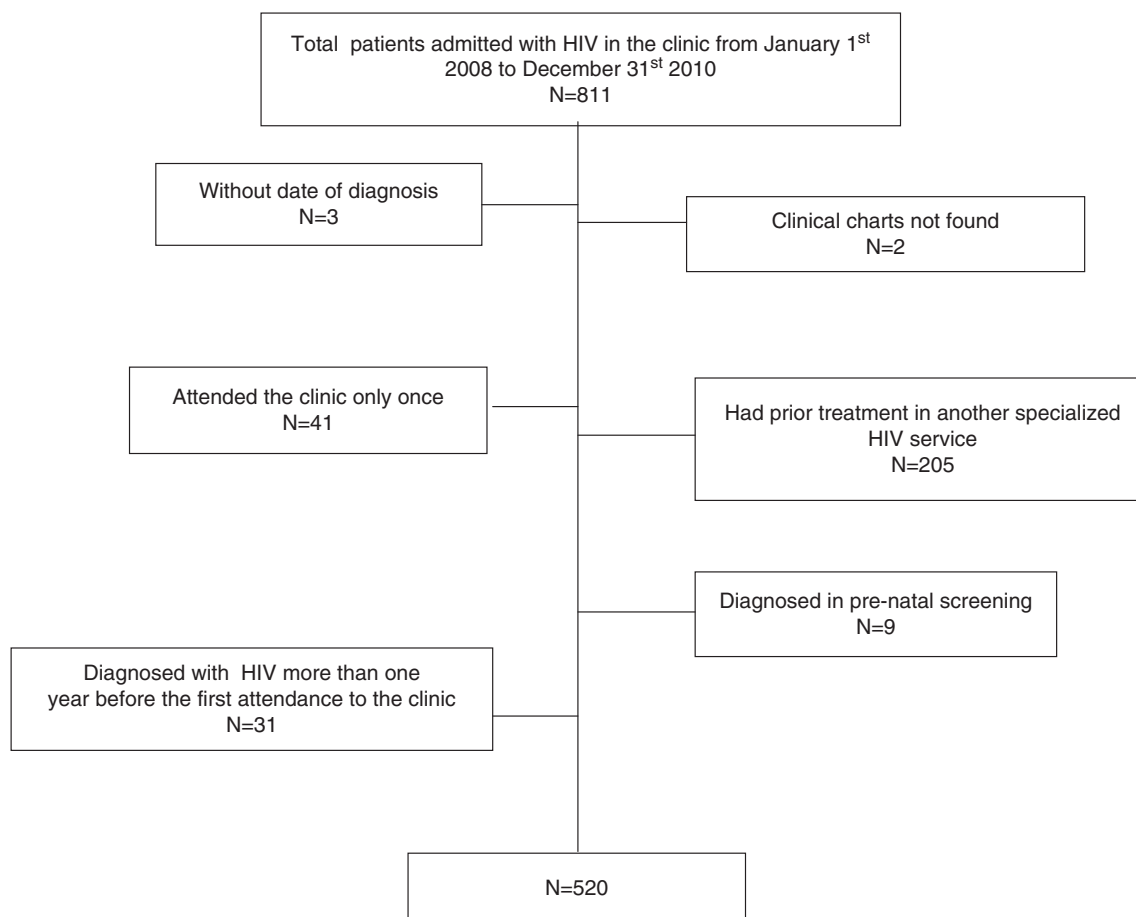 Total patients admitted with HIV in the clinic from January 1st
2008 to December 31st 2010
N=811
Without date of diagnosis
N=3
Clinical charts not found
N=2
Attended the clinic only once
N=41
Had prior treatment in another specialized
HIV service
N=205
Diagnosed in pre-natal screening
N=9
Diagnosed with HIV more than one
year before the first attendance to the clinic
N=31
N=520